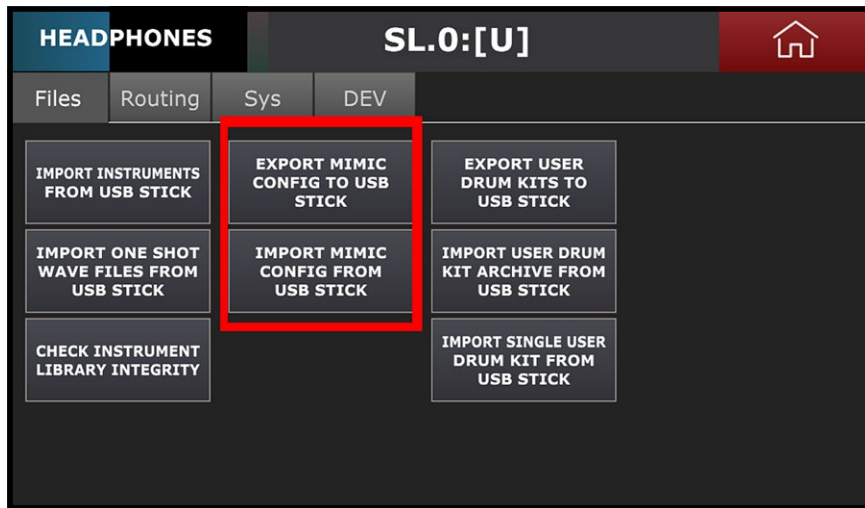 HEADPHONES
SL.0:[U]
Files
Routing
Sys
DEV
IMPORT INSTRUMENTS
FROM USB STICK
EXPORT MIMIC
CONFIG TO USB
STICK
EXPORT USER
DRUM KITS TO
USB STICK
IMPORT ONE SHOT
WAVE FILES FROM
USB STICK
IMPORT MIMIC
CONFIG FROM
USB STICK
IMPORT USER DRUM
KIT ARCHIVE FROM
USB STICK
CHECK INSTRUMENT
LIBRARY INTEGRITY
IMPORT SINGLE USER
DRUM KIT FROM
USB STICK